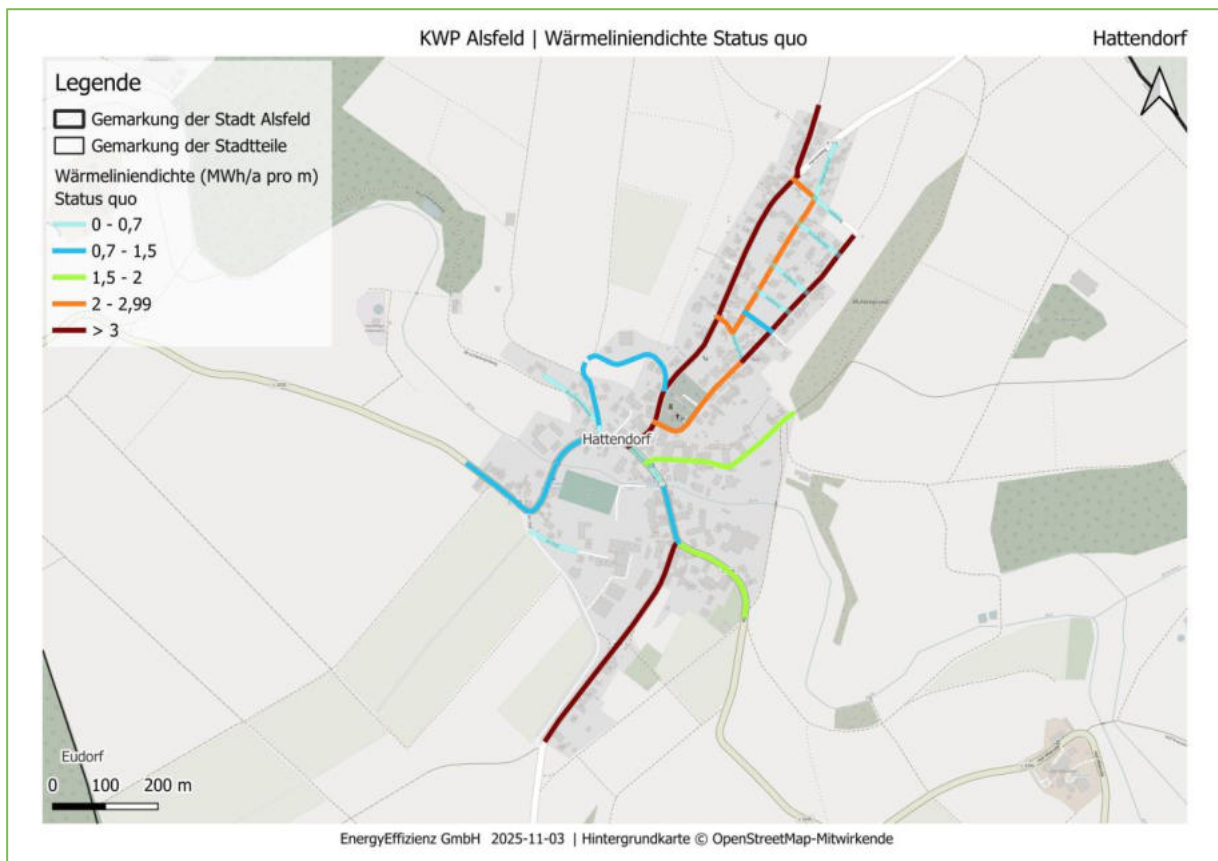 KWP Alsfeld | Wärmeliniendichte Status quo
Hattendorf
Legende
Gemarkung der Stadt Alsfeld
Gemarkung der Stadtteile
Wärmeliniendichte (MWh/a pro m)
Status quo
0 - 0,7
0,7 - 1,5
1,5 - 2
2 - 2,99
> 3
Hattendorf
Eudorf
0 100 200 m
EnergyEffizienz GmbH 2025-11-03 | Hintergrundkarte © OpenStreetMap-Mitwirkende